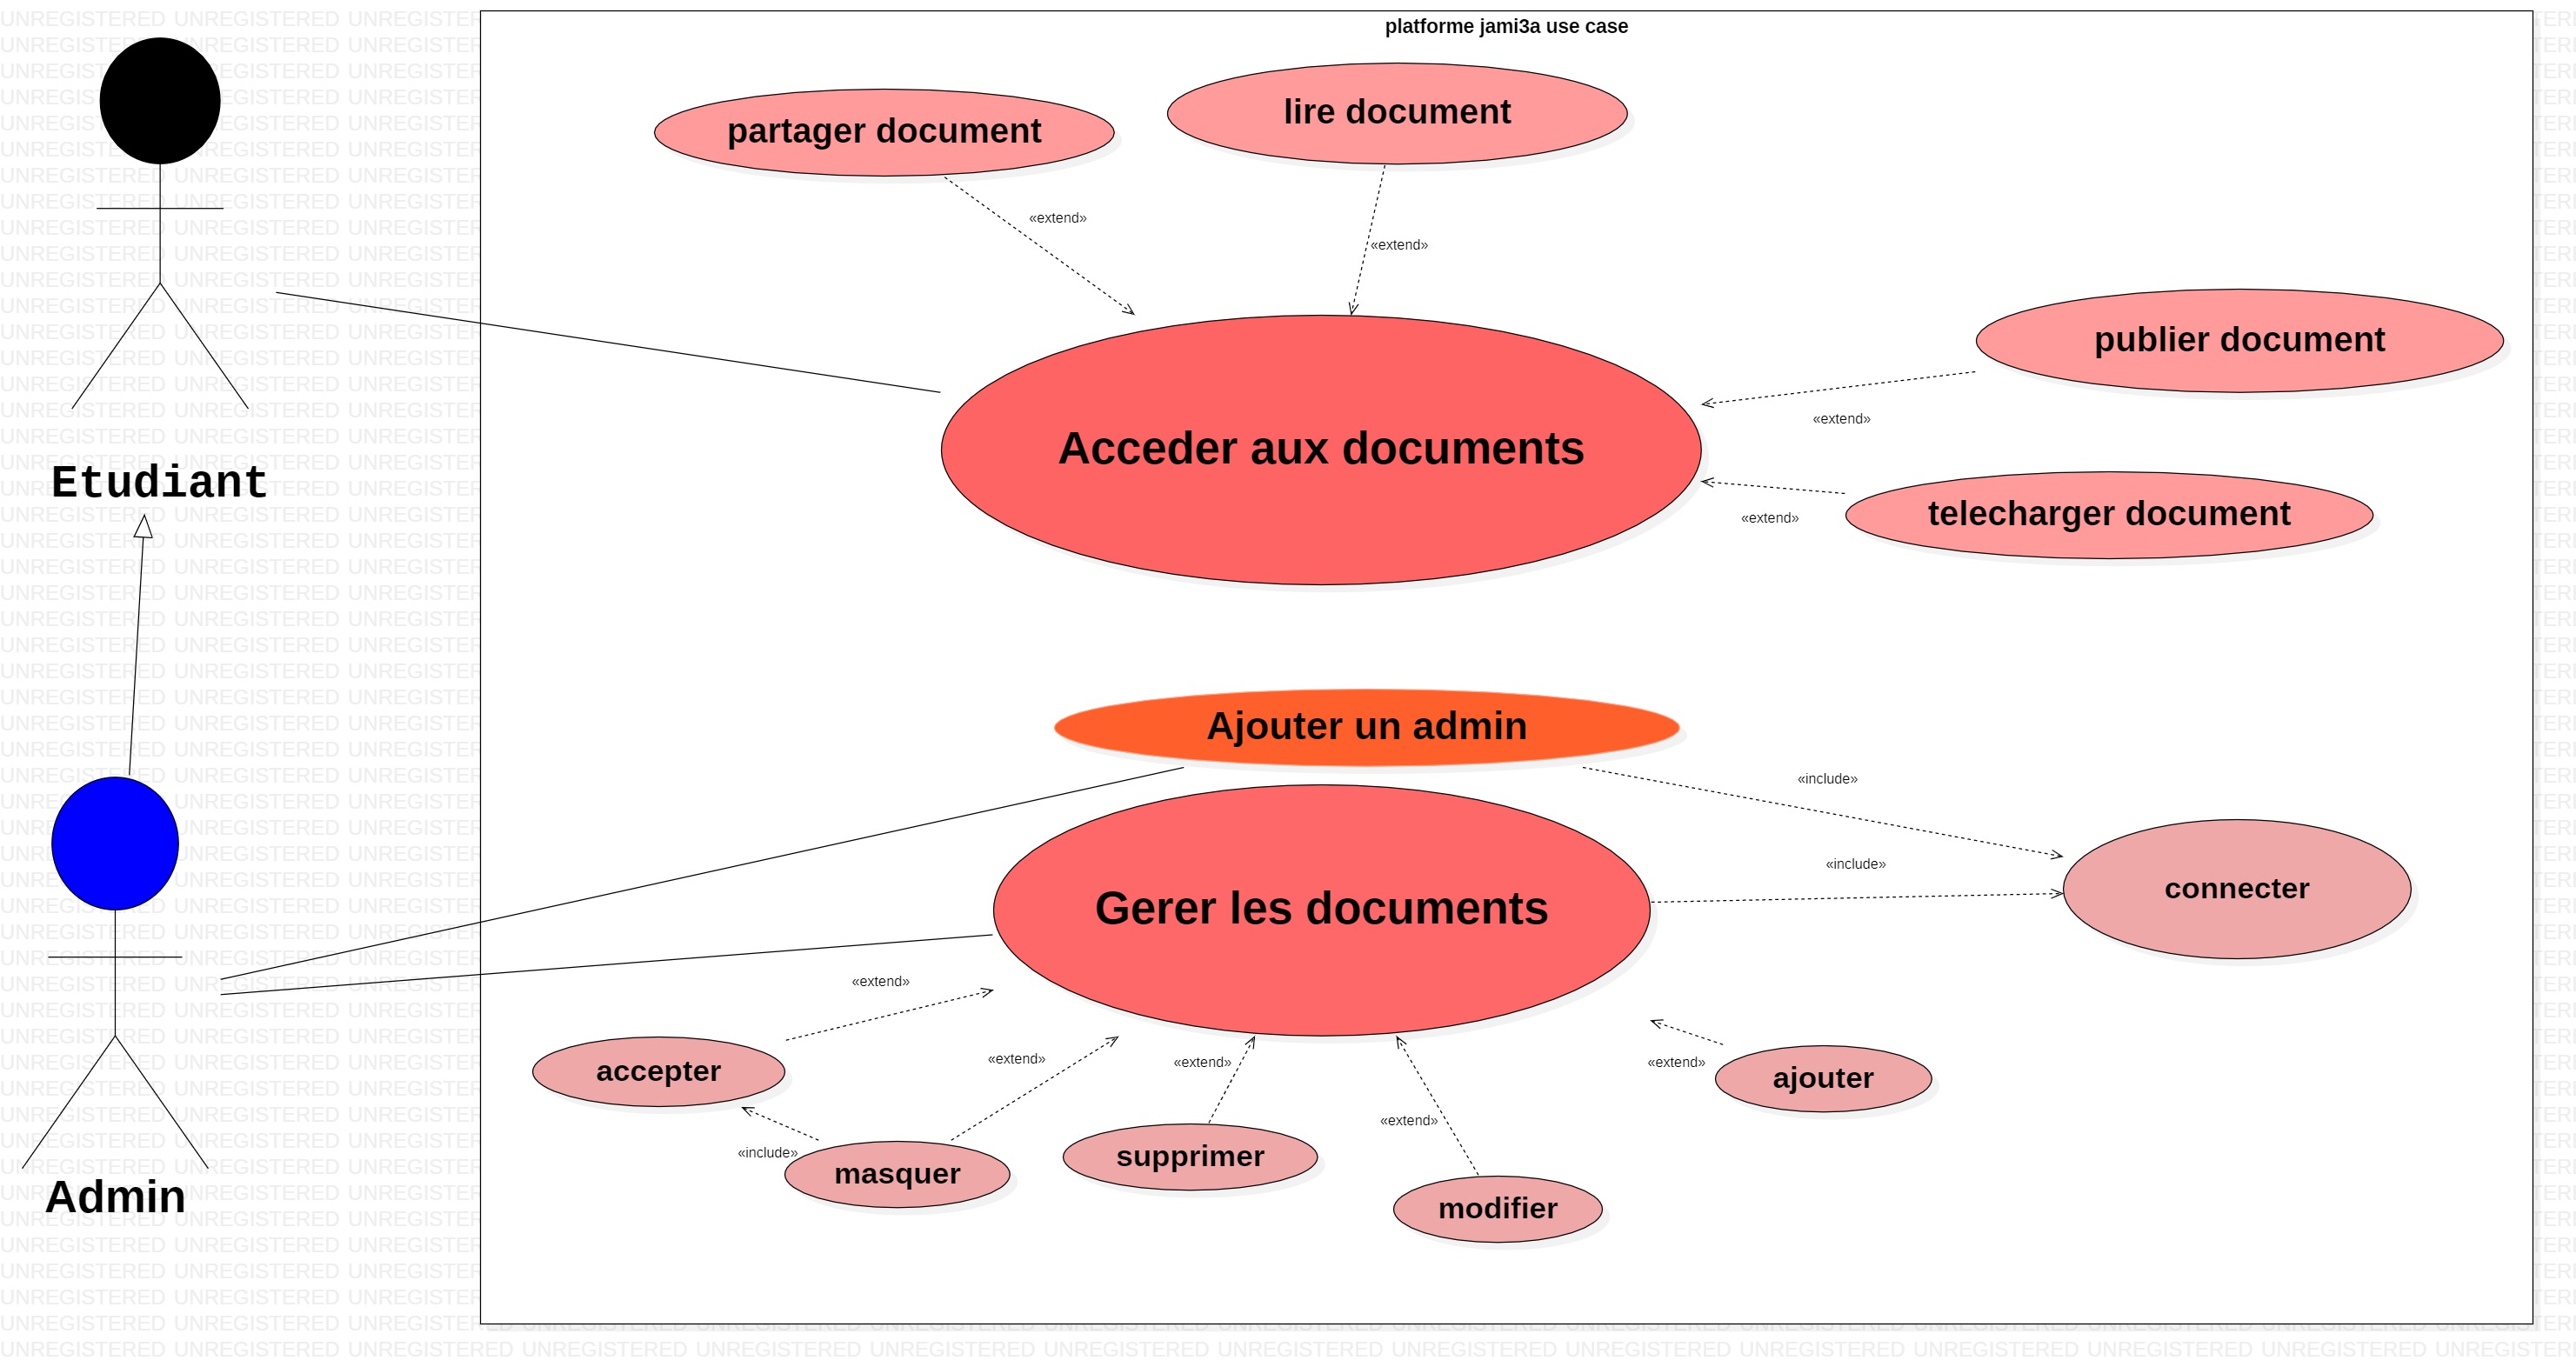 platforme jami3a use case
partager document
lire document
«extend»
«extend»
publier document
Acceder aux documents
«extend»
Etudiant
telecharger document
«extend»
Ajouter un admin
«include»
«include»
connecter
Gerer les documents
«extend»
«extend»
«extend»
«extend»
accepter
ajouter
«extend»
«include»
masquer
supprimer
modifier
Admin
UNREGISTERED